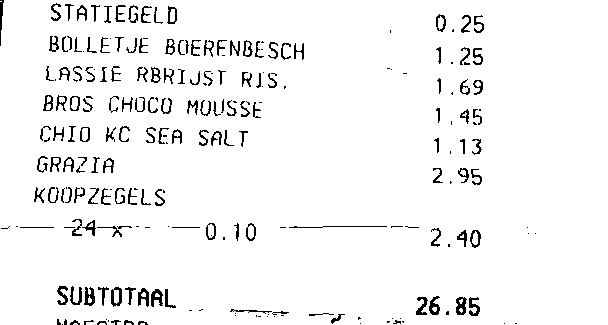 STATIEGELD 0.25
BOLLETJE BOERENBESCH 1.25
LASSIE RBRIJST RIS. 1.69
BROS CHOCO MOUSSE 1.45
CHIO KC SEA SALT 1.13
GRAZIA 2.95
KOOPZEGELS
24 x 0.10 2.40
SUBTOTAAL 26.85
MAESTRO